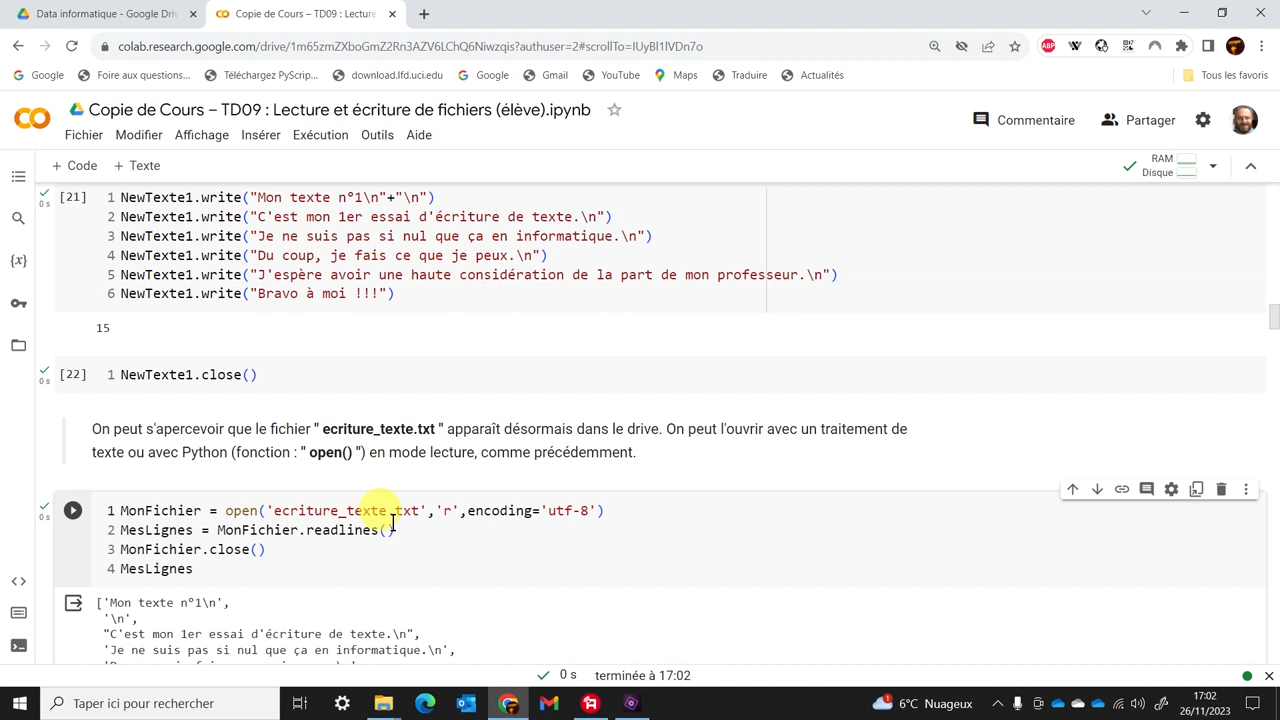 Data informatique - Google Driv
Copie de Cours – TD09 : Lecture
colab.research.google.com/drive/1m65zmZXboGmZ2Rn3AZV6LChQ6Niwzqis?authuser=2#scrollTo=IUyBI1lVDn7o
Google
Foire aux questions...
Téléchargez PyScrip...
download.lfd.uci.edu
Google
Gmail
YouTube
Maps
Traduire
Actualités
Tous les favoris
Copie de Cours – TD09 : Lecture et écriture de fichiers (élève).ipynb
Commentaire
Partager
Fichier Modifier Affichage Insérer Exécution Outils Aide
+ Code + Texte
RAM
Disque
[21] 1 NewTexte1.write("Mon texte n°1\n"+"\n")
0 s
2 NewTexte1.write("C'est mon 1er essai d'écriture de texte.\n")
3 NewTexte1.write("Je ne suis pas si nul que ça en informatique.\n")
4 NewTexte1.write("Du coup, je fais ce que je peux.\n")
5 NewTexte1.write("J'espère avoir une haute considération de la part de mon professeur.\n")
6 NewTexte1.write("Bravo à moi !!!")
15
[22] 1 NewTexte1.close()
0 s
On peut s'apercevoir que le fichier " ecriture_texte.txt " apparaît désormais dans le drive. On peut l'ouvrir avec un traitement de
texte ou avec Python (fonction : " open() ") en mode lecture, comme précédemment.
1 MonFichier = open('ecriture_texte.txt','r',encoding='utf-8')
0 s
2 MesLignes = MonFichier.readlines()
3 MonFichier.close()
4 MesLignes
['Mon texte n°1\n',
'\n',
"C'est mon 1er essai d'écriture de texte.\n",
'Je ne suis pas si nul que ça en informatique.\n',
0 s terminée à 17:02
Taper ici pour rechercher
6°C Nuageux
17:02
26/11/2023